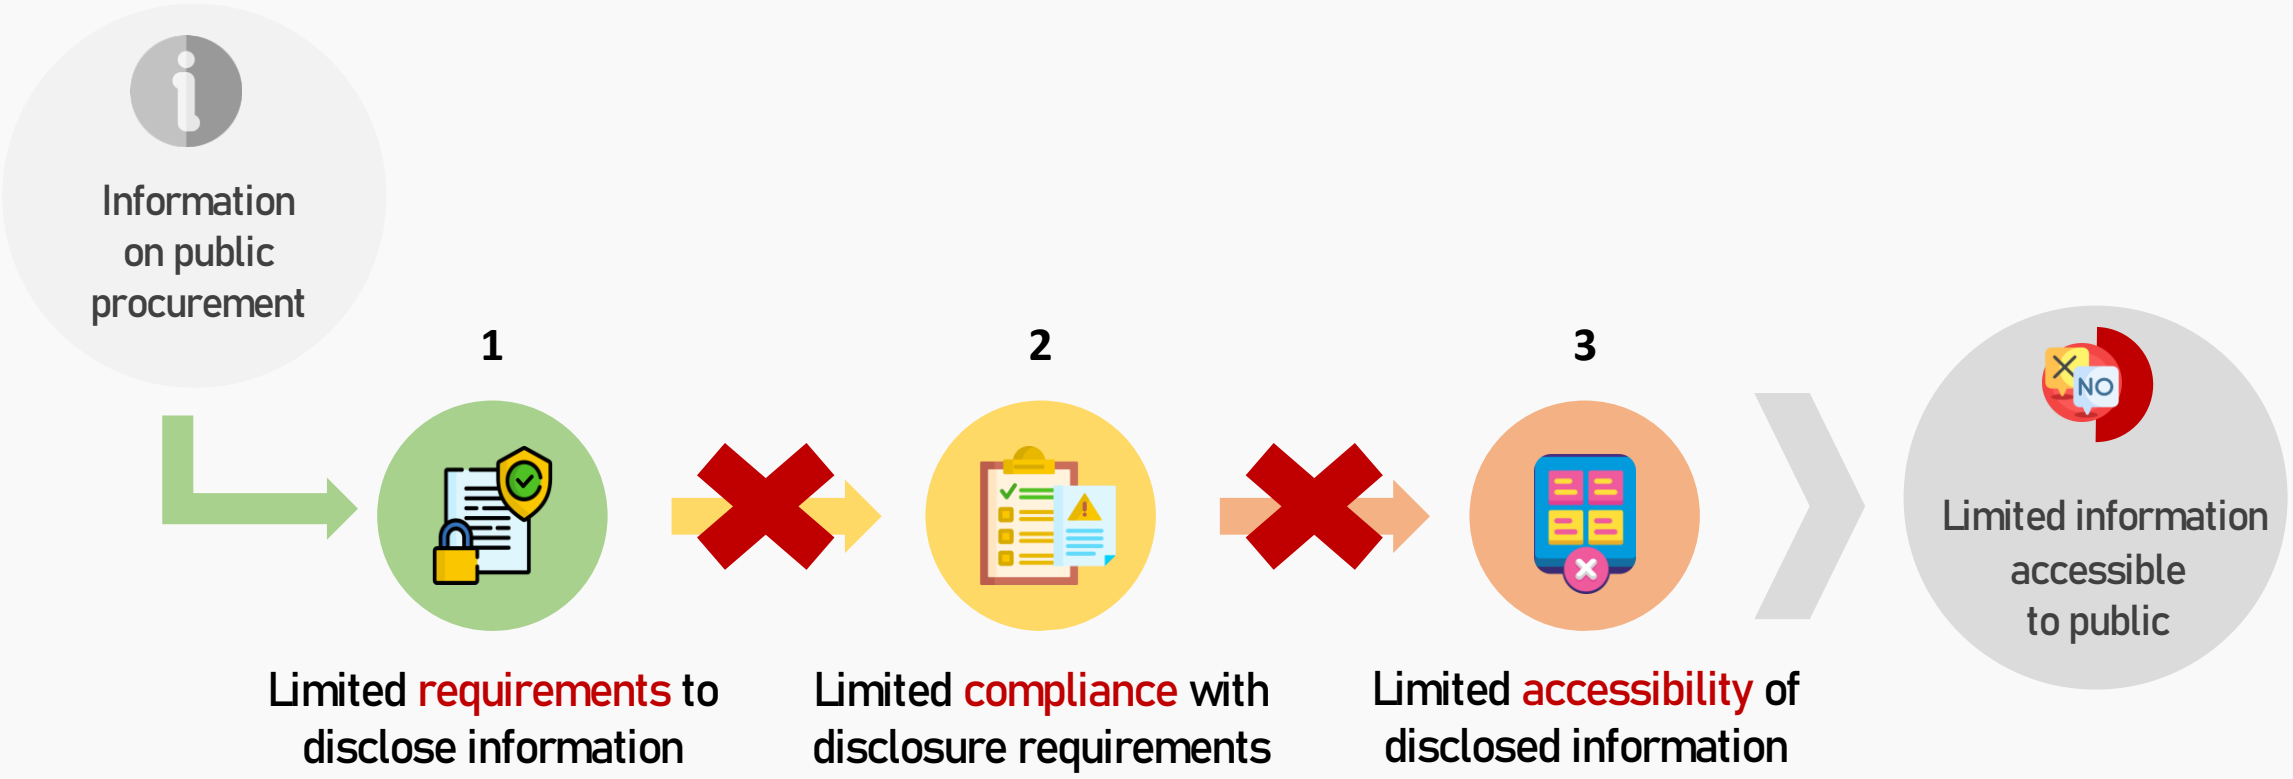 Information
on public
procurement
1
2
3
NO
Limited requirements to
disclose information
Limited compliance with
disclosure requirements
Limited accessibility of
disclosed information
Limited information
accessible
to public